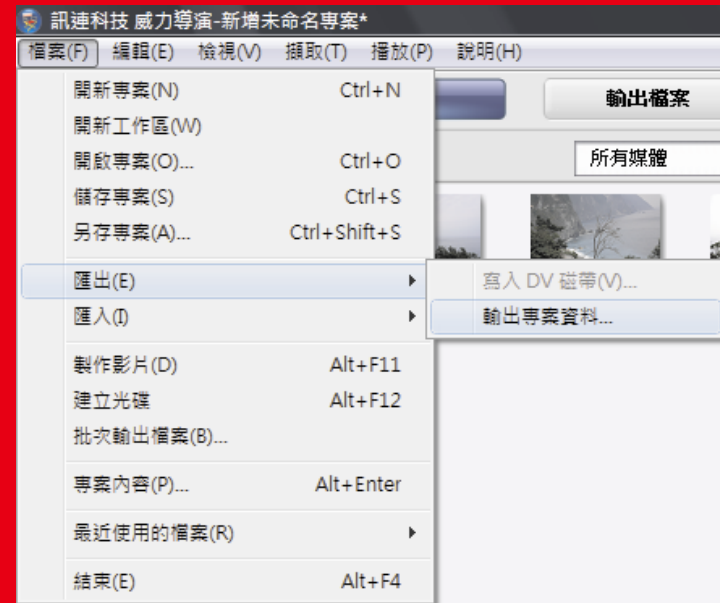 訊連科技 威力導演-新增未命名專案*
檔案(F) 編輯(E) 檢視(V) 擷取(T) 播放(P) 說明(H)
開新專案(N) Ctrl+N
輸出檔案
開新工作區(W)
開啟專案(O)... Ctrl+O
所有媒體
儲存專案(S) Ctrl+S
另存專案(A)... Ctrl+Shift+S
匯出(E)
寫入 DV 磁帶(V)...
匯入(I)
輸出專案資料...
製作影片(D) Alt+F11
建立光碟 Alt+F12
批次輸出檔案(B)...
專案內容(P)... Alt+Enter
最近使用的檔案(R)
結束(E) Alt+F4